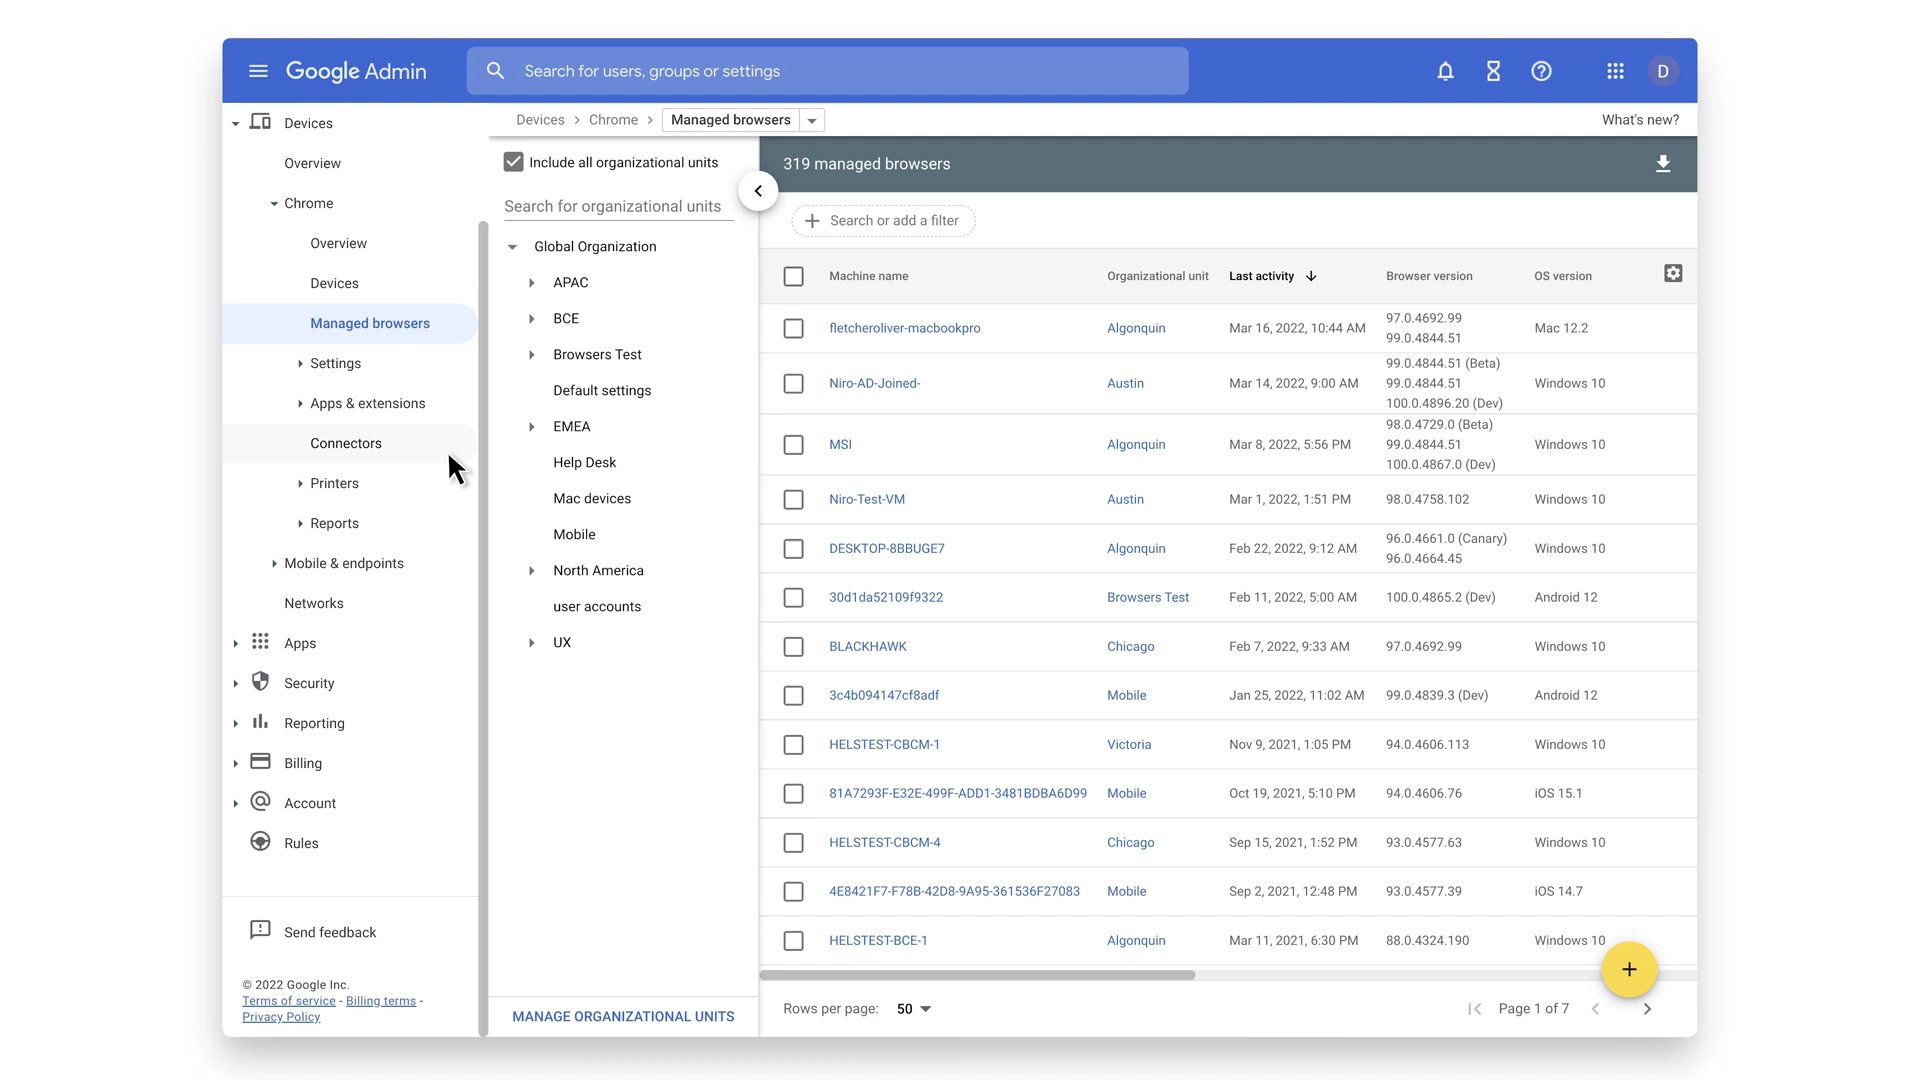 Google Admin
Search for users, groups or settings
D
Devices
Overview
Chrome
Overview
Devices
Managed browsers
Settings
Apps & extensions
Connectors
Printers
Reports
Mobile & endpoints
Networks
Apps
Security
Reporting
Billing
Account
Rules
Send feedback
© 2022 Google Inc.
Terms of service - Billing terms -
Privacy Policy
Devices > Chrome > Managed browsers
What's new?
Include all organizational units
Search for organizational units
Global Organization
APAC
BCE
Browsers Test
Default settings
EMEA
Help Desk
Mac devices
Mobile
North America
user accounts
UX
MANAGE ORGANIZATIONAL UNITS
319 managed browsers
Search or add a filter
Machine name Organizational unit Last activity Browser version OS version
fletcheroliver-macbookpro Algonquin Mar 16, 2022, 10:44 AM 97.0.4692.99 Mac 12.2
99.0.4844.51
99.0.4844.51 (Beta)
Niro-AD-Joined- Austin Mar 14, 2022, 9:00 AM 99.0.4844.51 Windows 10
100.0.4896.20 (Dev)
98.0.4729.0 (Beta)
MSI Algonquin Mar 8, 2022, 5:56 PM 99.0.4844.51 Windows 10
100.0.4867.0 (Dev)
Niro-Test-VM Austin Mar 1, 2022, 1:51 PM 98.0.4758.102 Windows 10
DESKTOP-8BBUGE7 Algonquin Feb 22, 2022, 9:12 AM 96.0.4661.0 (Canary) Windows 10
96.0.4664.45
30d1da52109f9322 Browsers Test Feb 11, 2022, 5:00 AM 100.0.4865.2 (Dev) Android 12
BLACKHAWK Chicago Feb 7, 2022, 9:33 AM 97.0.4692.99 Windows 10
3c4b094147cf8adf Mobile Jan 25, 2022, 11:02 AM 99.0.4839.3 (Dev) Android 12
HELSTEST-CBCM-1 Victoria Nov 9, 2021, 1:05 PM 94.0.4606.113 Windows 10
81A7293F-E32E-499F-ADD1-3481BDBA6D99 Mobile Oct 19, 2021, 5:10 PM 94.0.4606.76 iOS 15.1
HELSTEST-CBCM-4 Chicago Sep 15, 2021, 1:52 PM 93.0.4577.63 Windows 10
4E8421F7-F78B-42D8-9A95-361536F27083 Mobile Sep 2, 2021, 12:48 PM 93.0.4577.39 iOS 14.7
HELSTEST-BCE-1 Algonquin Mar 11, 2021, 6:30 PM 88.0.4324.190 Windows 10
Rows per page: 50
Page 1 of 7